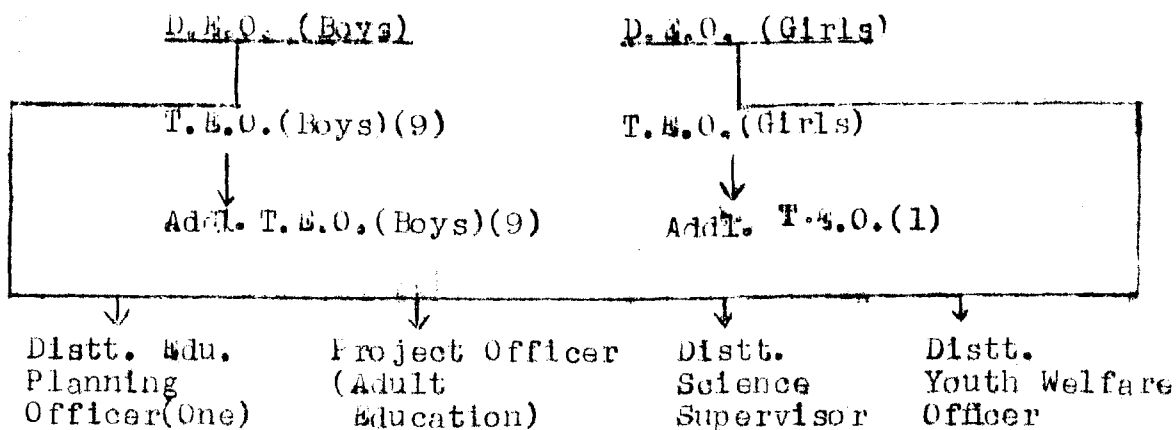 D.E.O. (Boys) D.E.O. (Girls)
T.E.O.(Boys)(9) T.E.O.(Girls)
Addl. T.E.O.(Boys)(9) Addl. T.E.O.(1)
Distt. Edu. Project Officer Distt. Distt.
Planning (Adult Science Youth Welfare
Officer(One) Education) Supervisor Officer